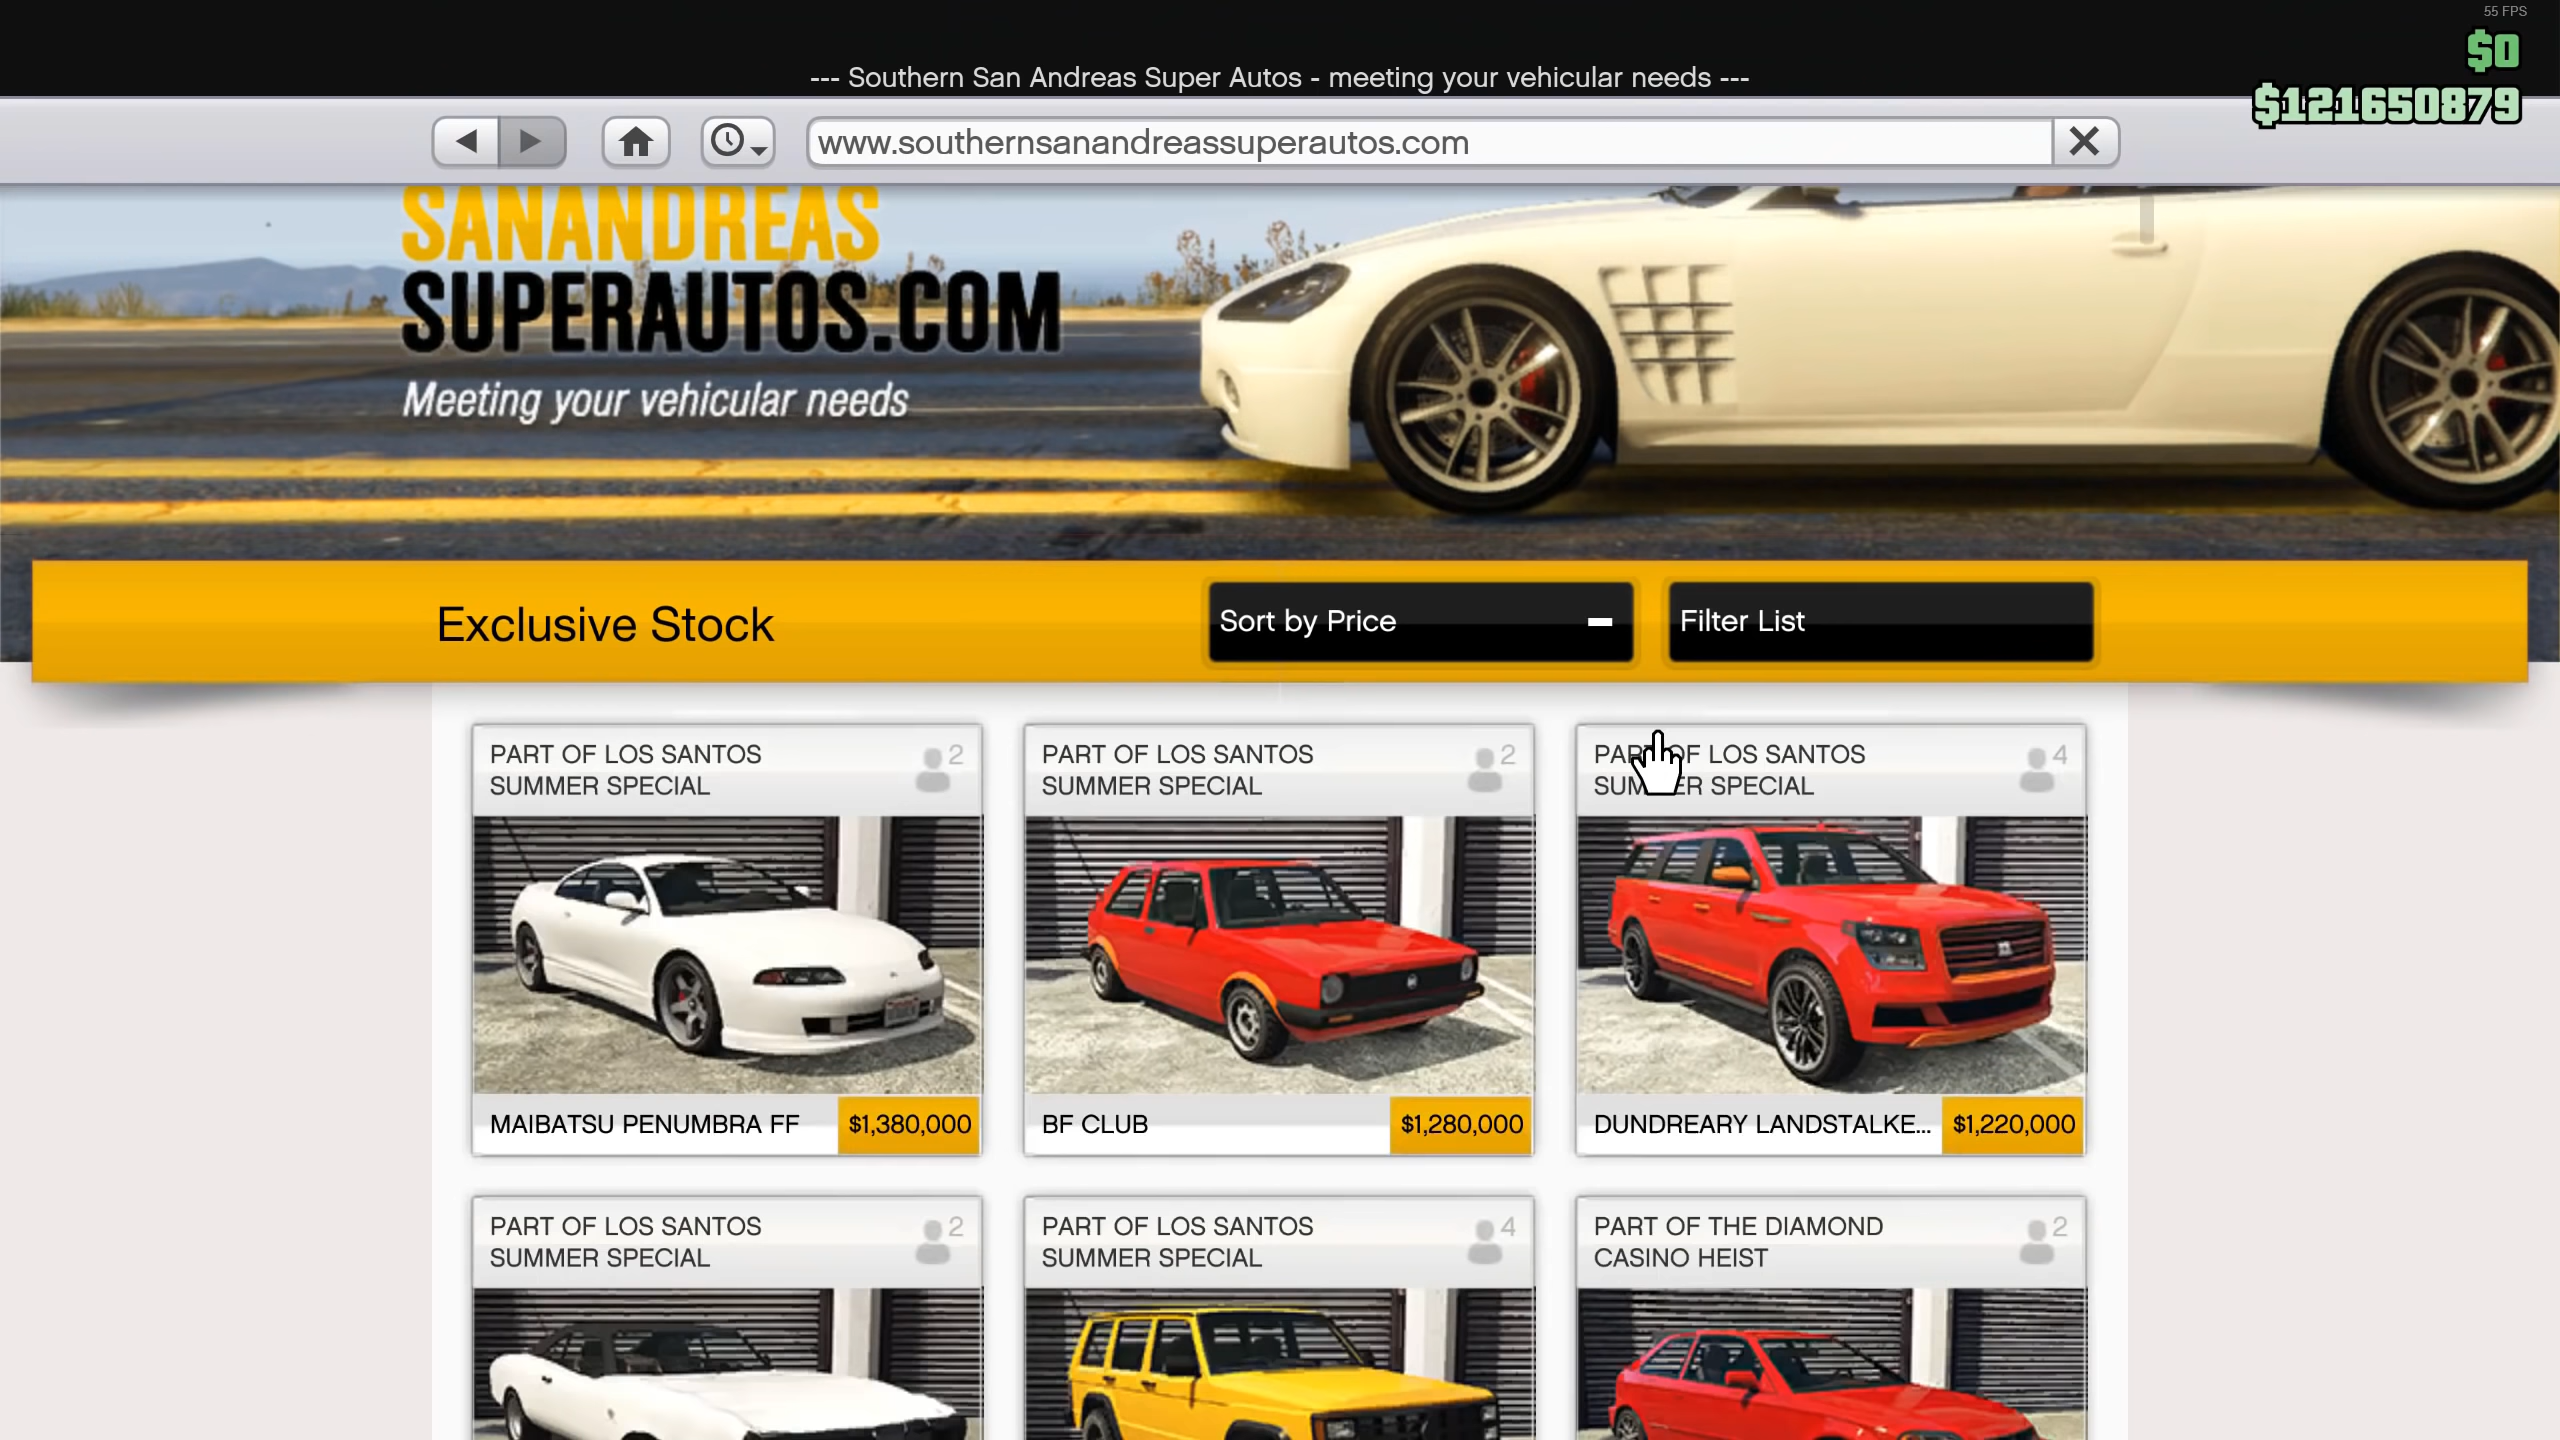 55 FPS
$0
--- Southern San Andreas Super Autos - meeting your vehicular needs ---
$121650879
www.southernsanandreassuperautos.com
SANANDREAS
SUPERAUTOS.COM
Meeting your vehicular needs
Exclusive Stock
Sort by Price
Filter List
PART OF LOS SANTOS
SUMMER SPECIAL
2
MAIBATSU PENUMBRA FF
$1,380,000
PART OF LOS SANTOS
SUMMER SPECIAL
2
BF CLUB
$1,280,000
PART OF LOS SANTOS
SUMMER SPECIAL
4
DUNDREARY LANDSTALKE...
$1,220,000
PART OF LOS SANTOS
SUMMER SPECIAL
2
PART OF LOS SANTOS
SUMMER SPECIAL
4
PART OF THE DIAMOND
CASINO HEIST
2